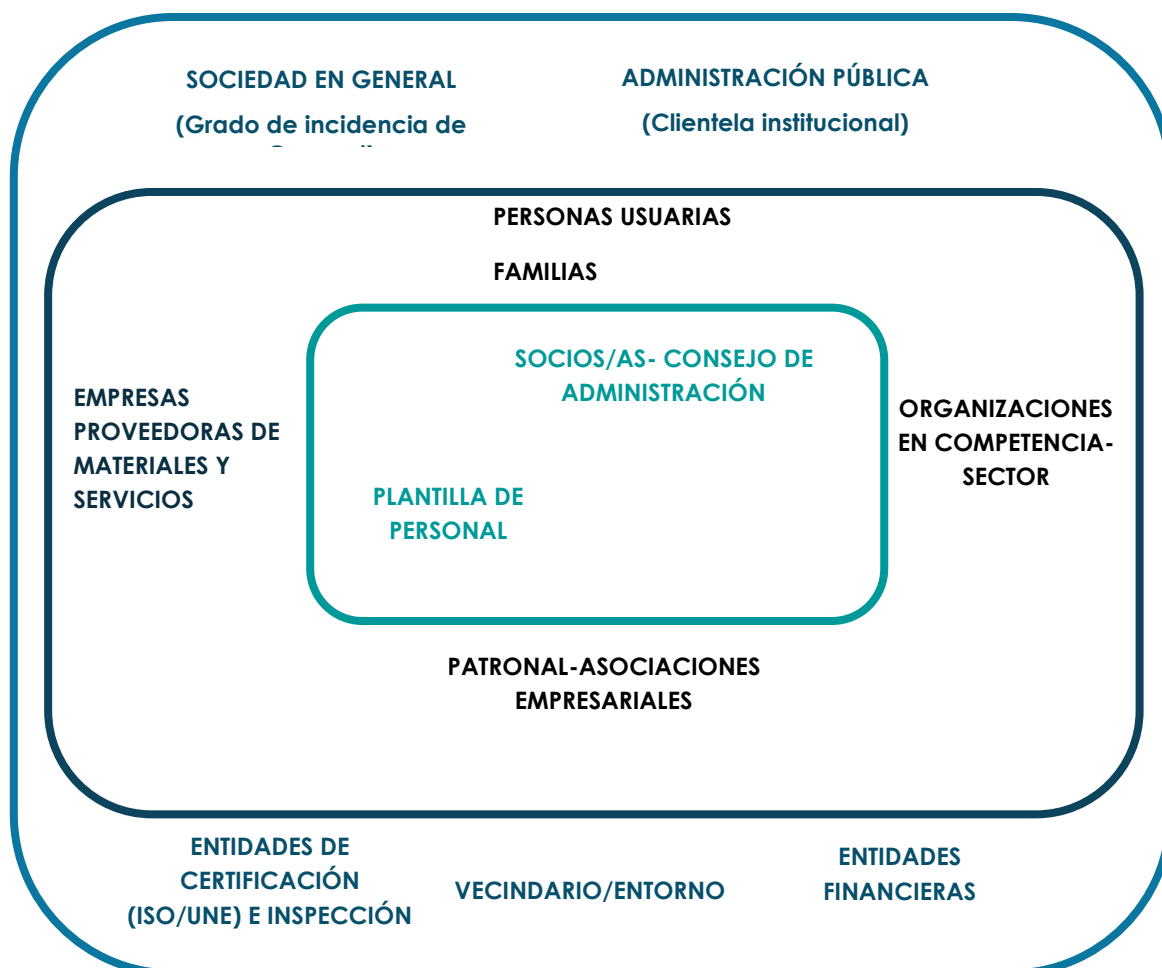 SOCIEDAD EN GENERAL
(Grado de incidencia de
ADMINISTRACIÓN PÚBLICA
(Clientela institucional)
PERSONAS USUARIAS
FAMILIAS
SOCIOS/AS- CONSEJO DE
ADMINISTRACIÓN
EMPRESAS
PROVEEDORAS DE
MATERIALES Y
SERVICIOS
ORGANIZACIONES
EN COMPETENCIA-
SECTOR
PLANTILLA DE
PERSONAL
PATRONAL-ASOCIACIONES
EMPRESARIALES
ENTIDADES DE
CERTIFICACIÓN
(ISO/UNE) E INSPECCIÓN
VECINDARIO/ENTORNO
ENTIDADES
FINANCIERAS